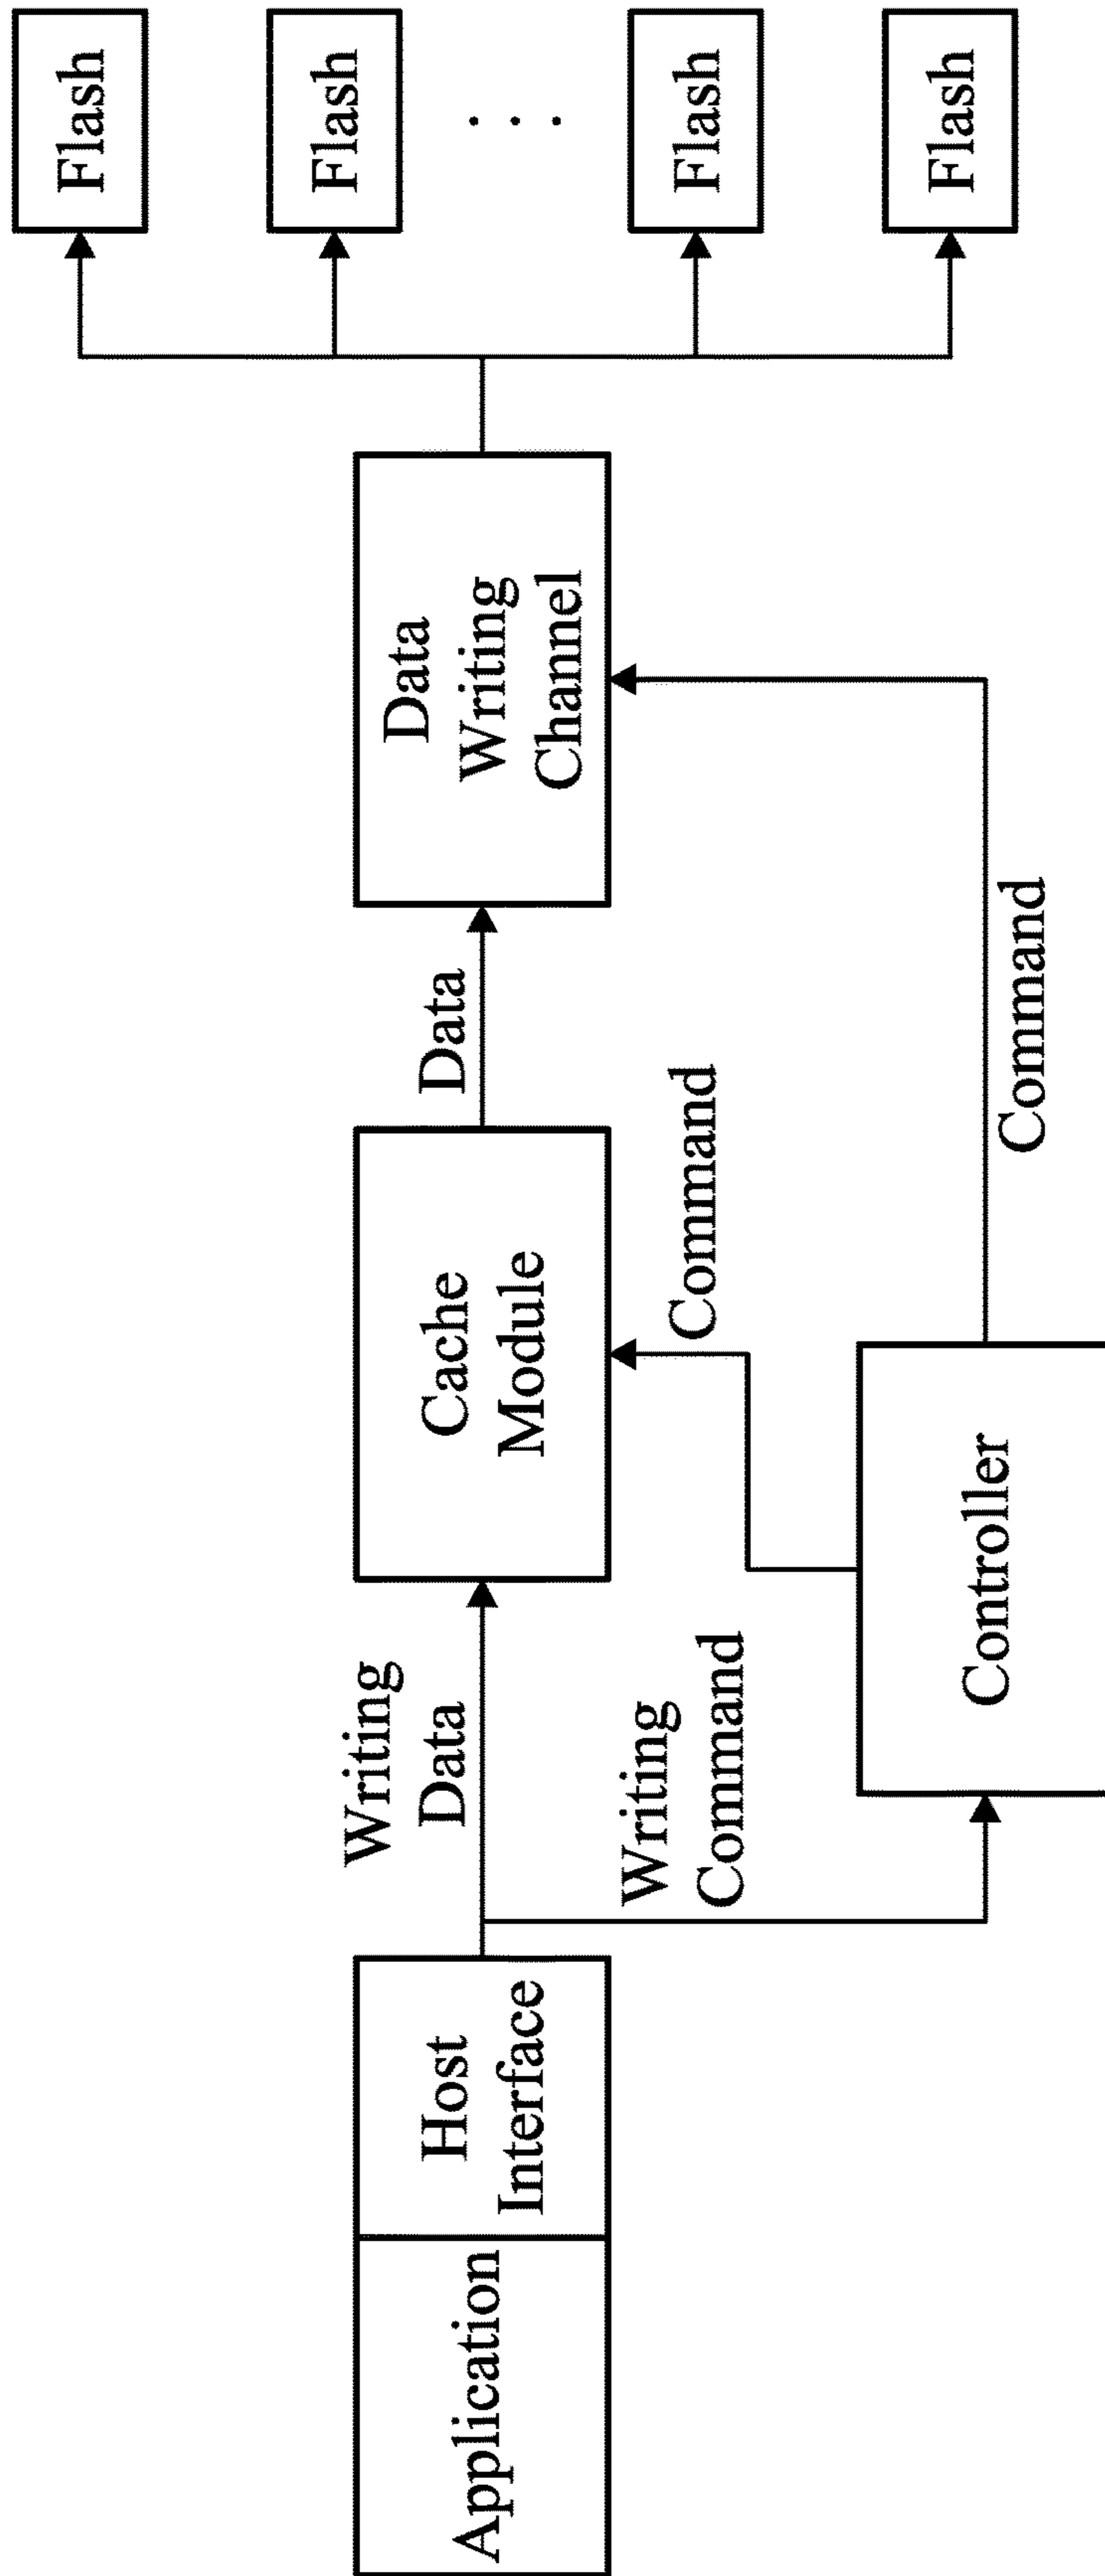 Application
Host
Interface
Writing
Data
Writing
Command
Cache
Module
Controller
Command
Data
Data
Writing
Channel
Command
Flash
Flash
. . .
Flash
Flash